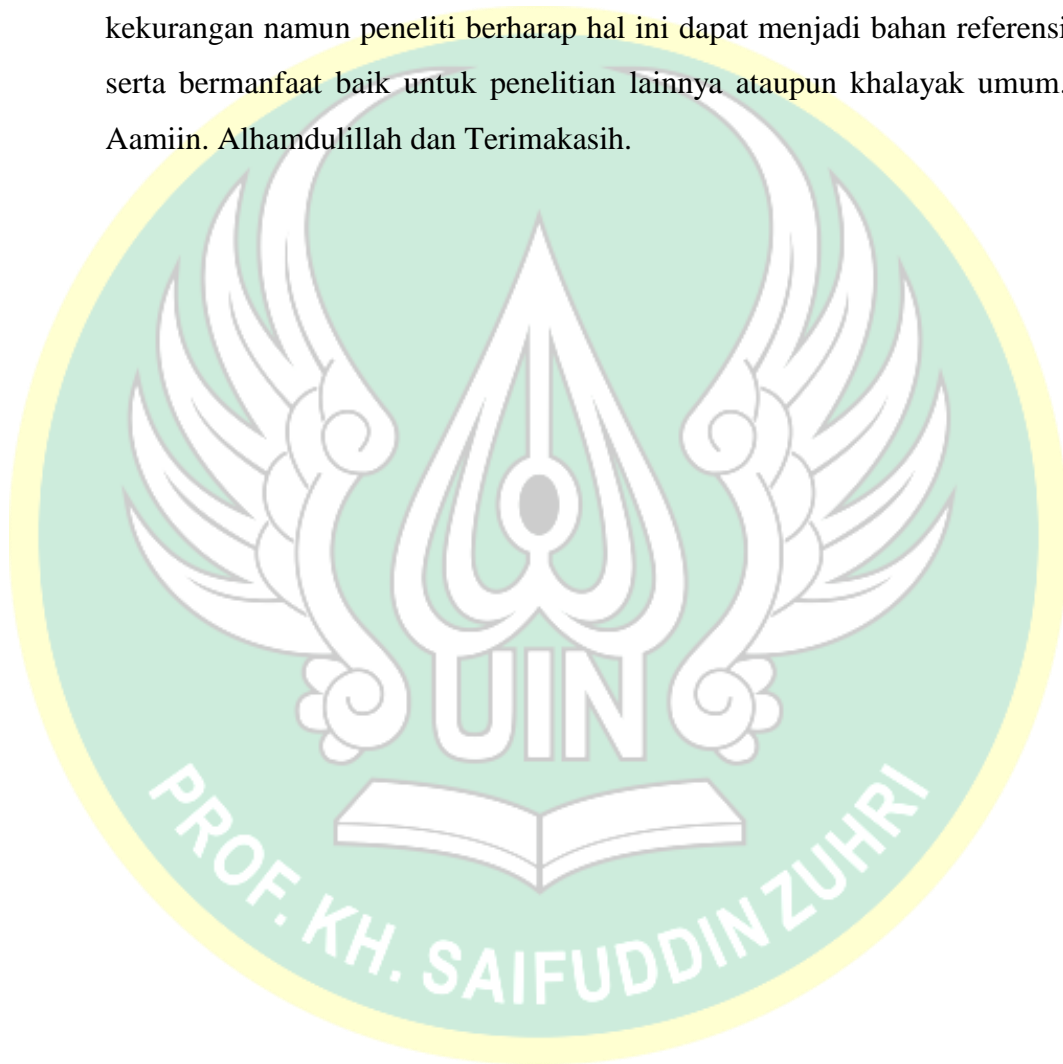 kekurangan namun peneliti berharap hal ini dapat menjadi bahan referensi
serta bermanfaat baik untuk penelitian lainnya ataupun khalayak umum.
Aamiin. Alhamdulillah dan Terimakasih.
UIN
PROF. KH. SAIFUDDIN ZUHRI